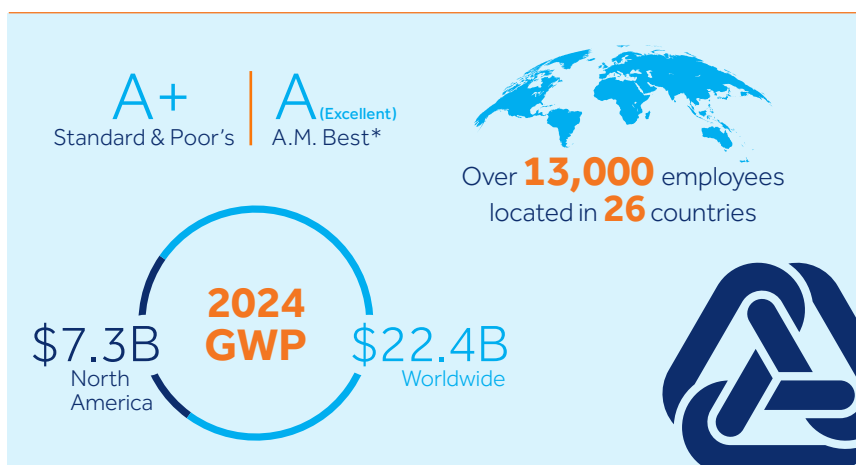 A+
Standard & Poor's
A (Excellent)
A.M. Best*
Over 13,000 employees
located in 26 countries
2024
GWP
$7.3B
North
America
$22.4B
Worldwide